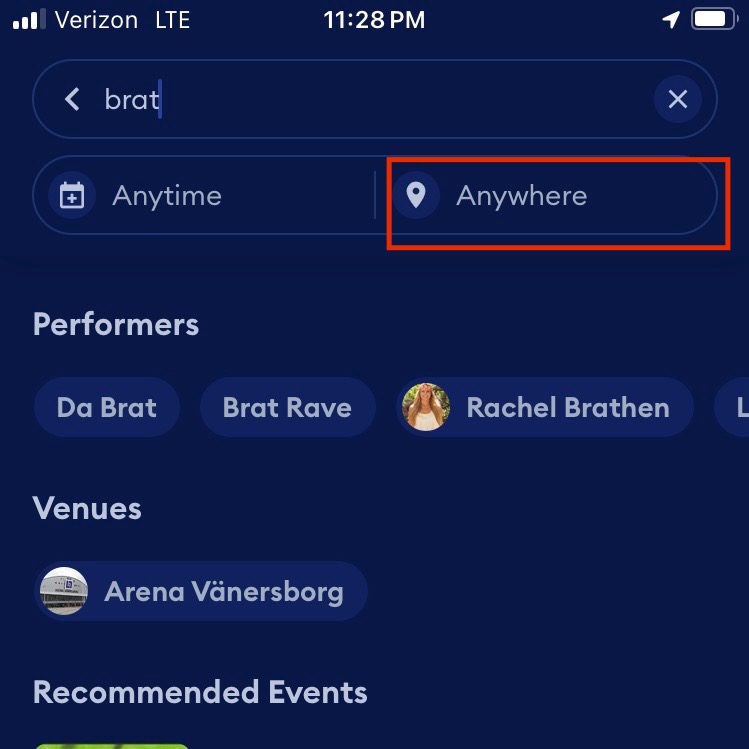 Verizon LTE 11:28 PM
brat
Anytime Anywhere
Performers
Da Brat Brat Rave Rachel Brathen L
Venues
Arena Vänersborg
Recommended Events